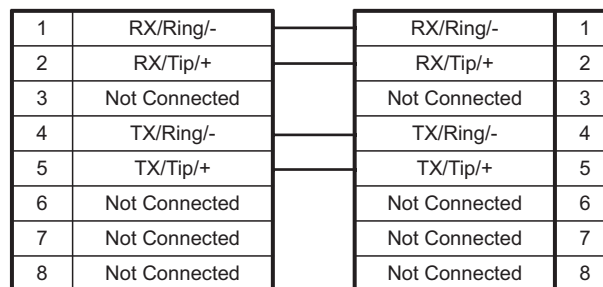 1 RX/Ring/- RX/Ring/- 1
2 RX/Tip/+ RX/Tip/+ 2
3 Not Connected Not Connected 3
4 TX/Ring/- TX/Ring/- 4
5 TX/Tip/+ TX/Tip/+ 5
6 Not Connected Not Connected 6
7 Not Connected Not Connected 7
8 Not Connected Not Connected 8